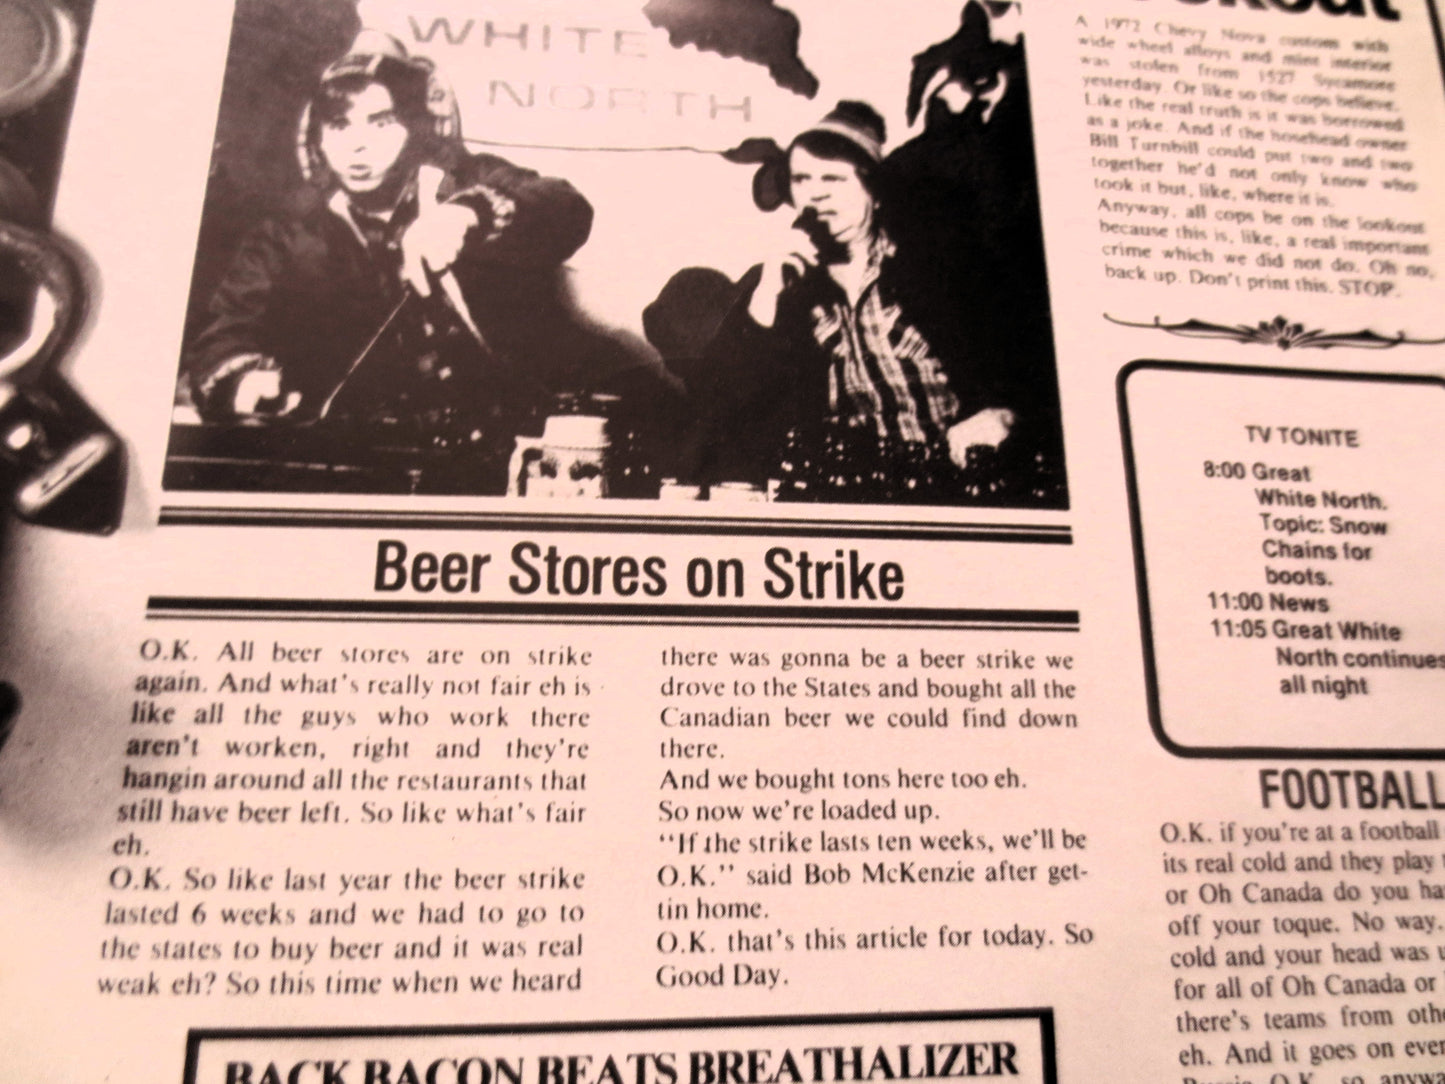 WHITE
NORTH
Beer Stores on Strike
O.K. All beer stores are on strike
again. And what's really not fair eh is
like all the guys who work there
aren't worken, right and they're
hangin around all the restaurants that
still have beer left. So like what's fair
eh.
O.K. So like last year the beer strike
lasted 6 weeks and we had to go to
the states to buy beer and it was real
weak eh? So this time when we heard
there was gonna be a beer strike we
drove to the States and bought all the
Canadian beer we could find down
there.
And we bought tons here too eh.
So now we're loaded up.
"If the strike lasts ten weeks, we'll be
O.K." said Bob McKenzie after get-
tin home.
O.K. that's this article for today. So
Good Day.
BACK BACON BEATS BREATHALIZER
A 1972 Chevy Nova custom with
wide wheel alloys and mint interior
was stolen from 1527 Sycamore
yesterday. Or like so the cops believe.
Like the real truth is it was borrowed
as a joke. And if the hosehead owner
Bill Turnbill could put two and two
together he'd not only know who
took it but, like, where it is.
Anyway, all cops be on the lookout
because this is, like, a real important
crime which we did not do. Oh no,
back up. Don't print this. STOP.
TV TONITE
8:00 Great
White North.
Topic: Snow
Chains for
boots.
11:00 News
11:05 Great White
North continues
all night
FOOTBALL
O.K. if you're at a football
its real cold and they play
or Oh Canada do you
off your toque. No way.
cold and your head was
for all of Oh Canada or
there's teams from
eh. And it goes on
O.K. so